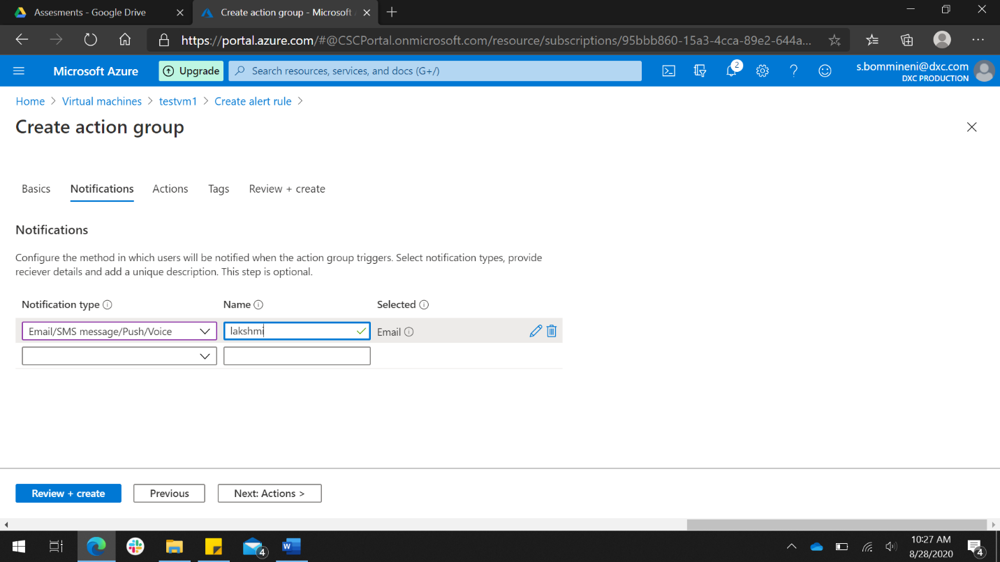 Assesments - Google Drive
Create action group - Microsoft
https://portal.azure.com/#@CSCPortal.onmicrosoft.com/resource/subscriptions/95bbb860-15a3-4cca-89e2-644a...
Microsoft Azure
Upgrade
Search resources, services, and docs (G+/)
2
s.bommineni@dxc.com
DXC PRODUCTION
Home > Virtual machines > testvm1 > Create alert rule >
Create action group
Basics
Notifications
Actions
Tags
Review + create
Notifications
Configure the method in which users will be notified when the action group triggers. Select notification types, provide
reciever details and add a unique description. This step is optional.
Notification type
Name
Selected
Email/SMS message/Push/Voice
lakshmi
Email
Review + create
Previous
Next: Actions >
4
W
10:27 AM
8/28/2020
4